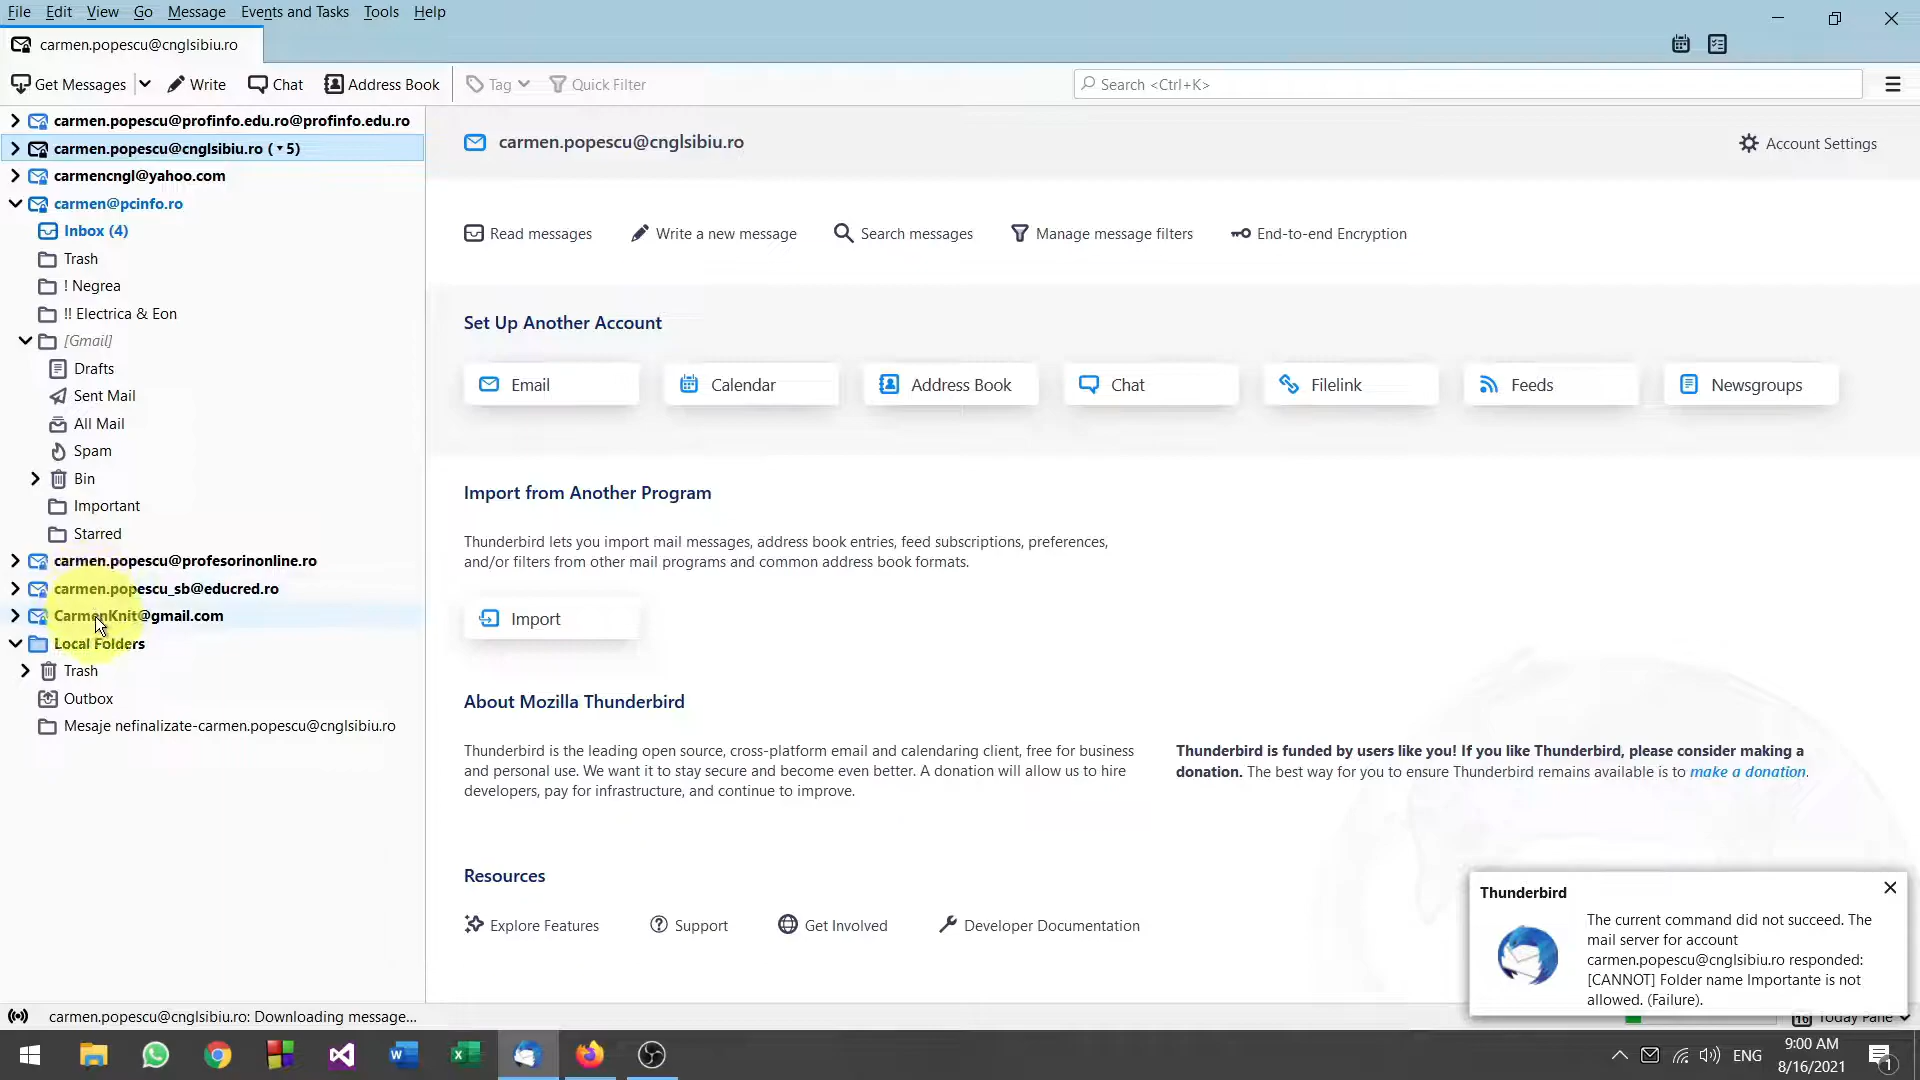 File Edit View Go Message Events and Tasks Tools Help
carmen.popescu@cnglsibiu.ro
Get Messages Write Chat Address Book Tag Quick Filter Search <Ctrl+K>
carmen.popescu@profinfo.edu.ro@profinfo.edu.ro
carmen.popescu@cnglsibiu.ro (▾5)
carmencngl@yahoo.com
carmen@pcinfo.ro
Inbox (4)
Trash
! Negrea
!! Electrica & Eon
[Gmail]
Drafts
Sent Mail
All Mail
Spam
Bin
Important
Starred
carmen.popescu@profesorinonline.ro
carmen.popescu_sb@educred.ro
CarmenKnit@gmail.com
Local Folders
Trash
Outbox
Mesaje nefinalizate-carmen.popescu@cnglsibiu.ro
carmen.popescu@cnglsibiu.ro Account Settings
Read messages Write a new message Search messages Manage message filters End-to-end Encryption
Set Up Another Account
Email Calendar Address Book Chat Filelink Feeds Newsgroups
Import from Another Program
Thunderbird lets you import mail messages, address book entries, feed subscriptions, preferences,
and/or filters from other mail programs and common address book formats.
Import
About Mozilla Thunderbird
Thunderbird is the leading open source, cross-platform email and calendaring client, free for business
and personal use. We want it to stay secure and become even better. A donation will allow us to hire
developers, pay for infrastructure, and continue to improve.
Thunderbird is funded by users like you! If you like Thunderbird, please consider making a
donation. The best way for you to ensure Thunderbird remains available is to make a donation.
Resources
Explore Features Support Get Involved Developer Documentation
Thunderbird
The current command did not succeed. The
mail server for account
carmen.popescu@cnglsibiu.ro responded:
[CANNOT] Folder name Importante is not
allowed. (Failure).
carmen.popescu@cnglsibiu.ro: Downloading message... 16 Today Pane
ENG
9:00 AM
8/16/2021
1